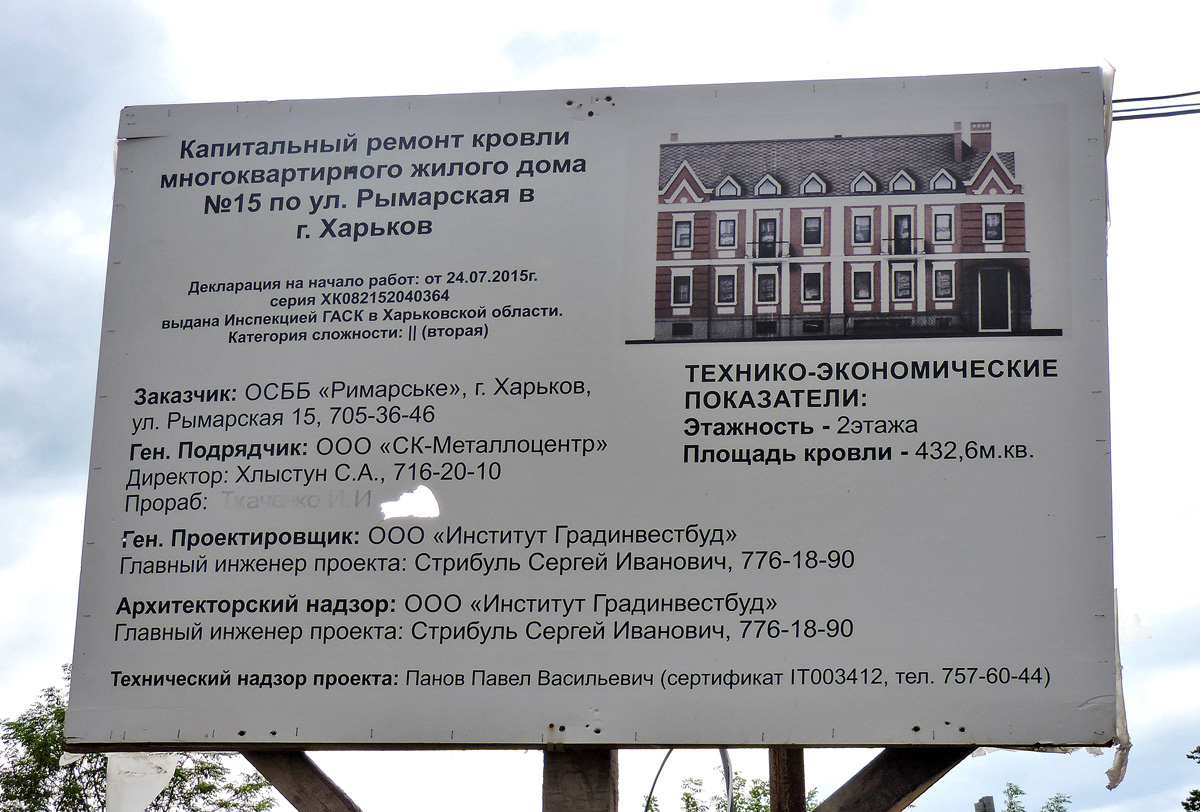 Капитальный ремонт кровли
многоквартирного жилого дома
№15 по ул. Рымарская в
г. Харьков
Декларация на начало работ: от 24.07.2015г.
серия ХК082152040364
выдана Инспекцией ГАСК в Харьковской области.
Категория сложности: || (вторая)
Заказчик: ОСББ «Римарське», г. Харьков,
ул. Рымарская 15, 705-36-46
Ген. Подрядчик: ООО «СК-Металлоцентр»
Директор: Хлыстун С.А., 716-20-10
Прораб: Ткаченко И.И.
Ген. Проектировщик: ООО «Институт Градинвестбуд»
Главный инженер проекта: Стрибуль Сергей Иванович, 776-18-90
Архитекторский надзор: ООО «Институт Градинвестбуд»
Главный инженер проекта: Стрибуль Сергей Иванович, 776-18-90
Технический надзор проекта: Панов Павел Васильевич (сертификат IT003412, тел. 757-60-44)
ТЕХНИКО-ЭКОНОМИЧЕСКИЕ
ПОКАЗАТЕЛИ:
Этажность - 2этажа
Площадь кровли - 432,6м.кв.